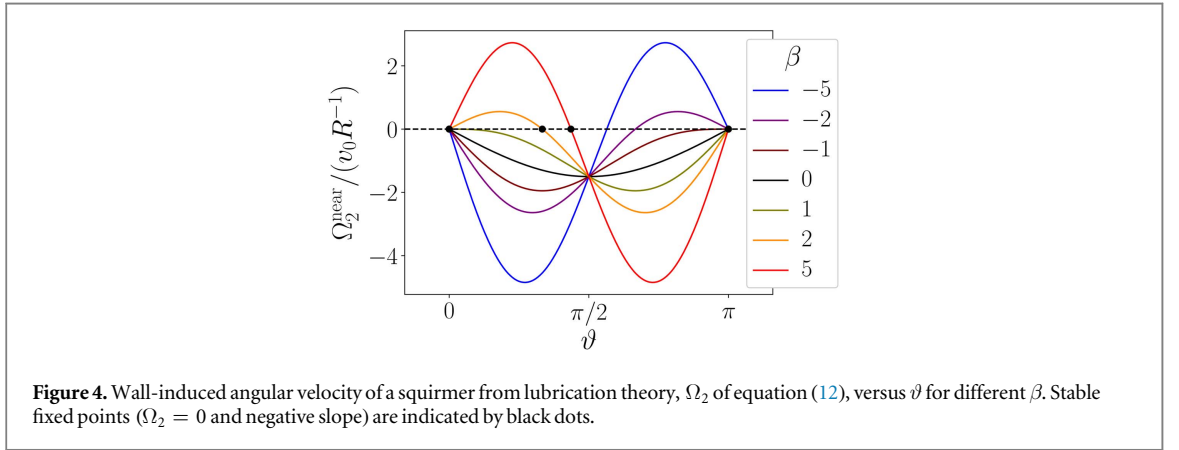 2
0
−2
−4
Ω₂ⁿᵉᵃʳ/(v₀R⁻¹)
0
π/2
π
ϑ
β
−5
−2
−1
0
1
2
5
Figure 4. Wall-induced angular velocity of a squirmer from lubrication theory, Ω₂ of equation (12), versus ϑ for different β. Stable
fixed points (Ω₂ = 0 and negative slope) are indicated by black dots.